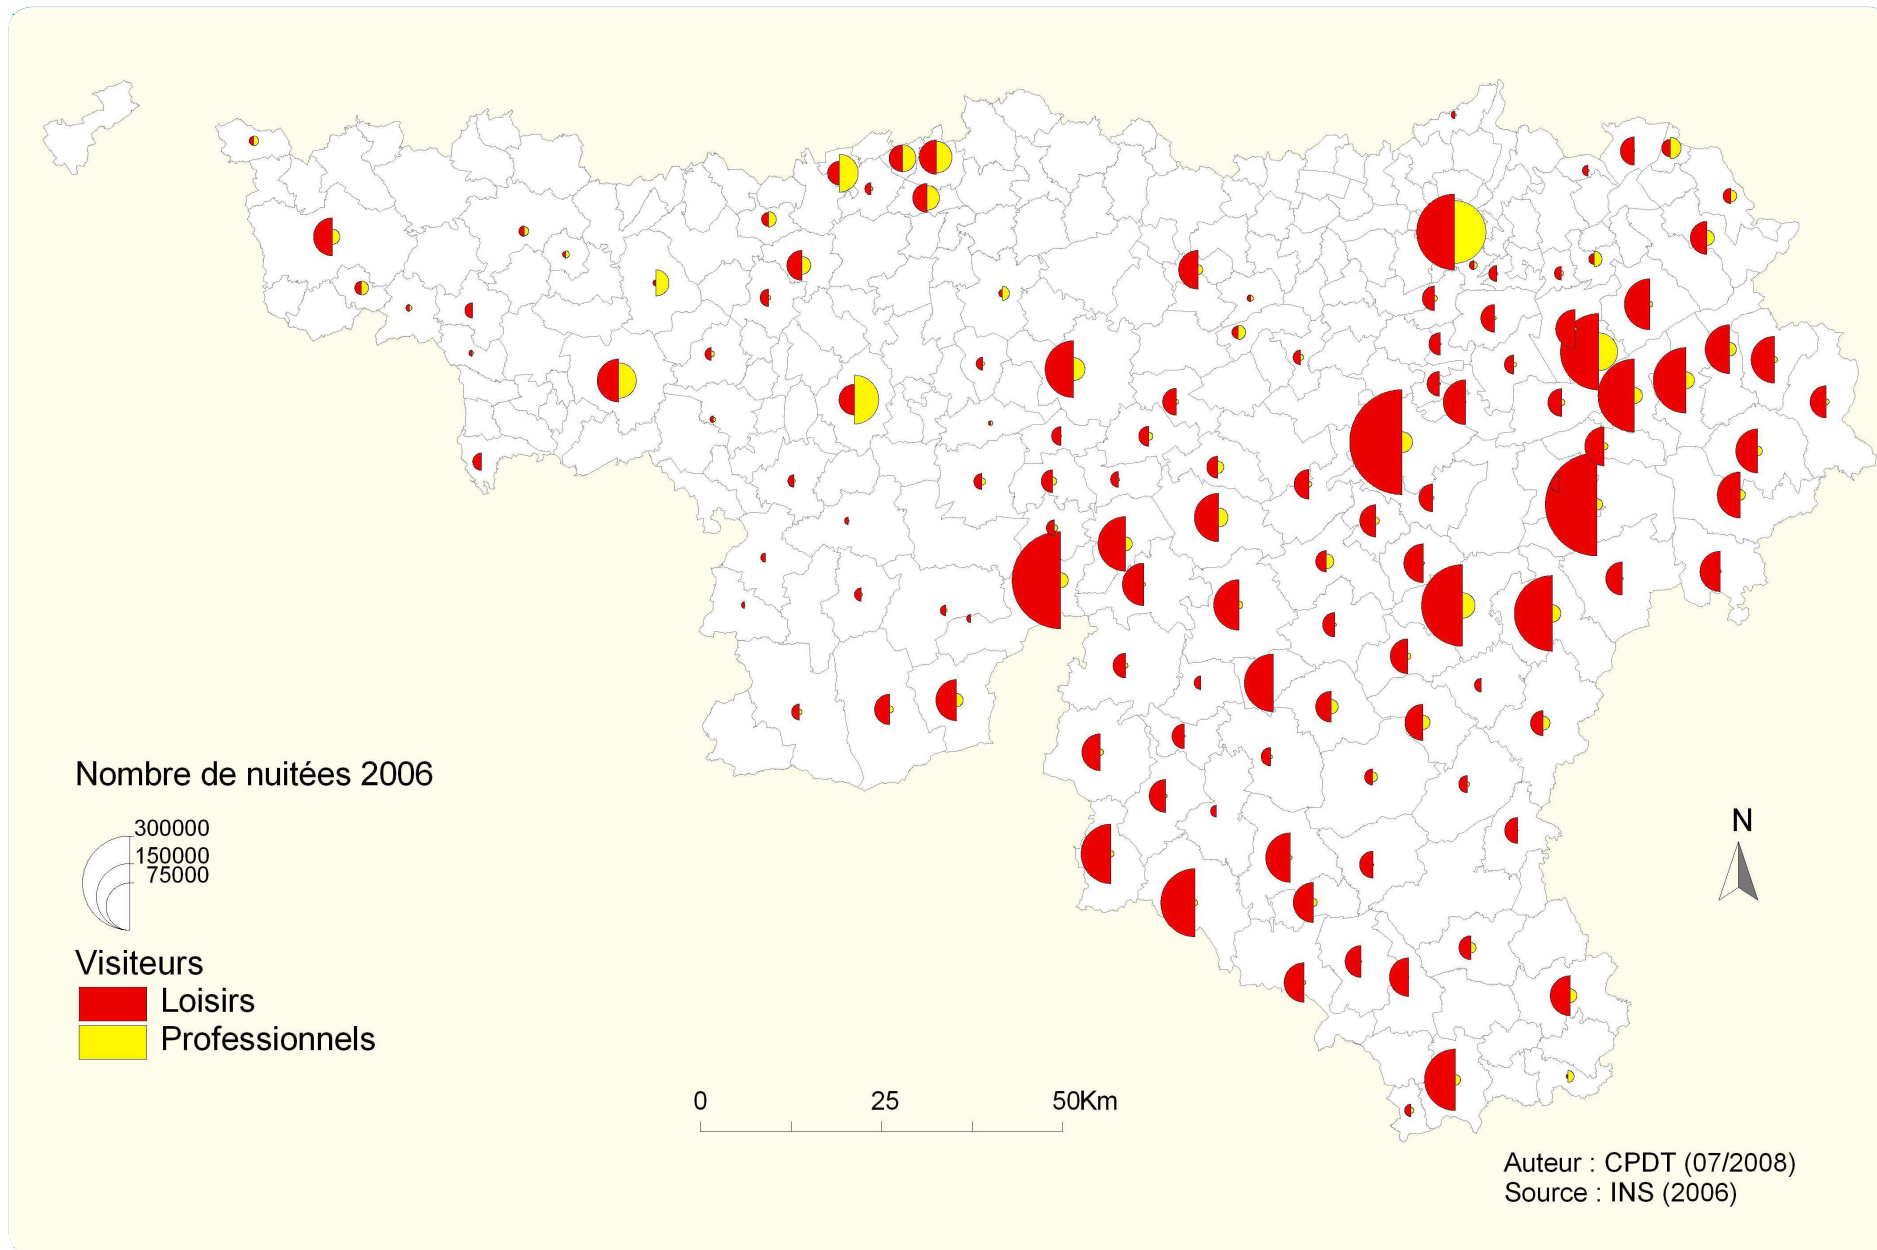 Nombre de nuitées 2006
300000
150000
75000
Visiteurs
Loisirs
Professionnels
0 25 50Km
N
Auteur : CPDT (07/2008)
Source : INS (2006)